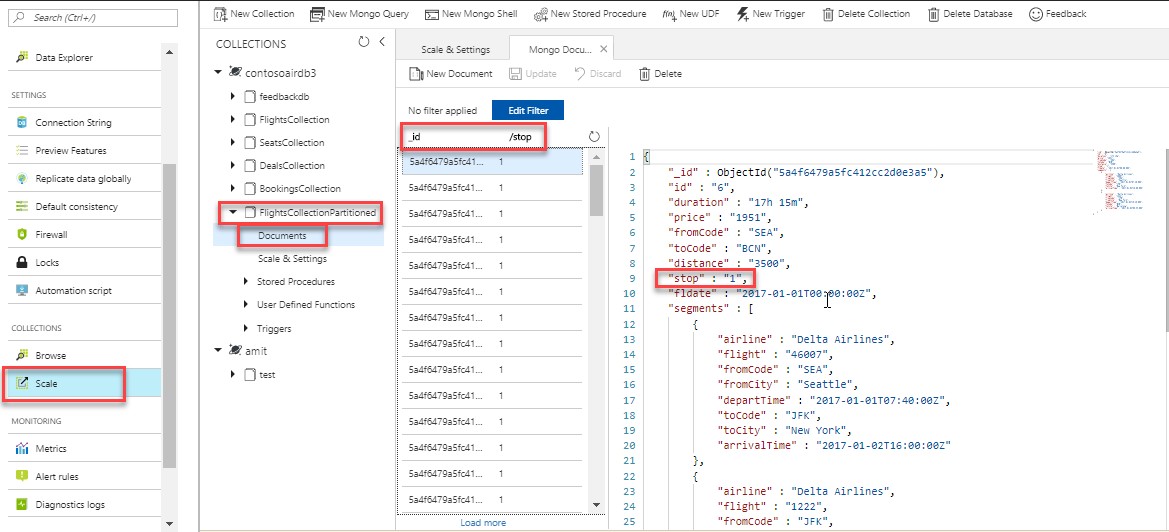 Search (Ctrl+/)
Data Explorer
SETTINGS
Connection String
Preview Features
Replicate data globally
Default consistency
Firewall
Locks
Automation script
COLLECTIONS
Browse
Scale
MONITORING
Metrics
Alert rules
Diagnostics logs
New Collection New Mongo Query New Mongo Shell New Stored Procedure New UDF New Trigger Delete Collection Delete Database Feedback
COLLECTIONS
contosoairdb3
feedbackdb
FlightsCollection
SeatsCollection
DealsCollection
BookingsCollection
FlightsCollectionPartitioned
Documents
Scale & Settings
Stored Procedures
User Defined Functions
Triggers
amit
test
Scale & Settings Mongo Docu...
New Document Update Discard Delete
No filter applied Edit Filter
_id /stop
5a4f6479a5fc41... 1
5a4f6479a5fc41... 1
5a4f6479a5fc41... 1
5a4f6479a5fc41... 1
5a4f6479a5fc41... 1
5a4f6479a5fc41... 1
5a4f6479a5fc41... 1
5a4f6479a5fc41... 1
5a4f6479a5fc41... 1
5a4f6479a5fc41... 1
5a4f6479a5fc41... 1
5a4f6479a5fc41... 1
5a4f6479a5fc41... 1
5a4f6479a5fc41... 1
Load more
1 {
2 "_id" : ObjectId("5a4f6479a5fc412cc2d0e3a5"),
3 "id" : "6",
4 "duration" : "17h 15m",
5 "price" : "1951",
6 "fromCode" : "SEA",
7 "toCode" : "BCN",
8 "distance" : "3500",
9 "stop" : "1",
10 "fldate" : "2017-01-01T00:00:00Z",
11 "segments" : [
12 {
13 "airline" : "Delta Airlines",
14 "flight" : "46007",
15 "fromCode" : "SEA",
16 "fromCity" : "Seattle",
17 "departTime" : "2017-01-01T07:40:00Z",
18 "toCode" : "JFK",
19 "toCity" : "New York",
20 "arrivalTime" : "2017-01-02T16:00:00Z"
21 },
22 {
23 "airline" : "Delta Airlines",
24 "flight" : "1222",
25 "fromCode" : "JFK",